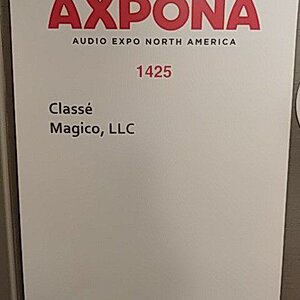 AXPONA
AUDIO EXPO NORTH AMERICA
1425
Classé
Magico, LLC